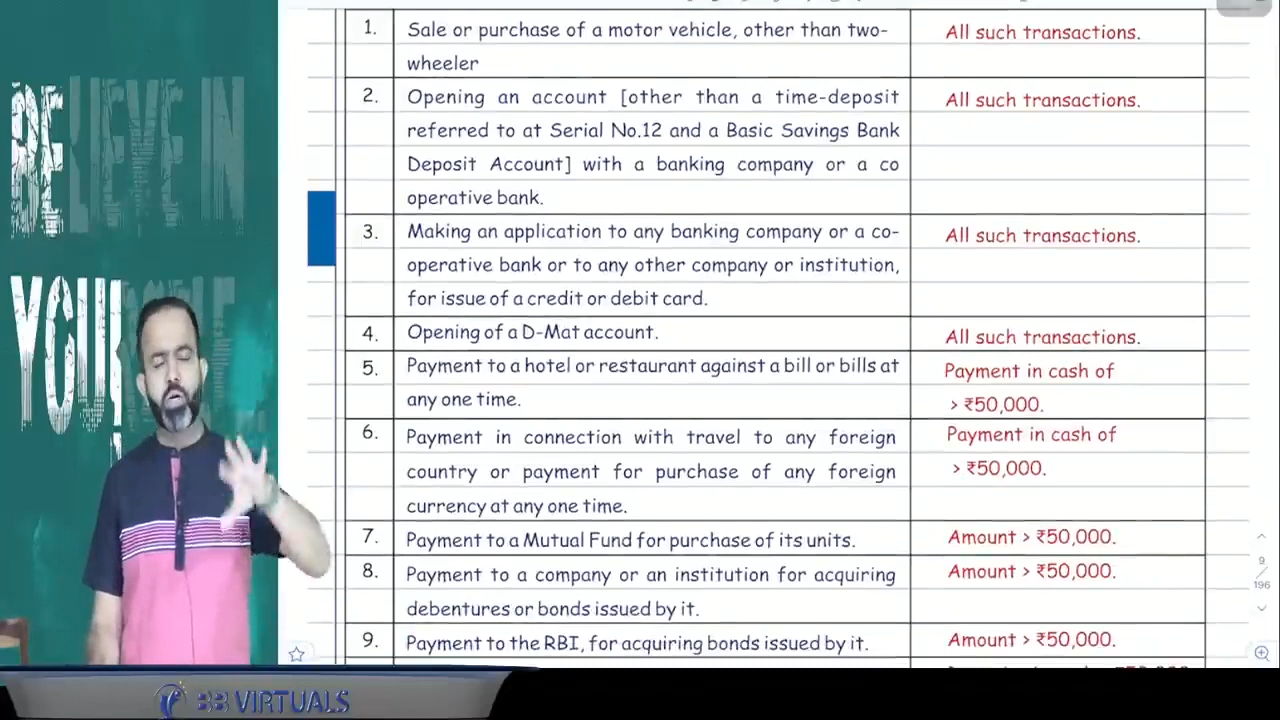 BELIEVE IN
YOU!
1. Sale or purchase of a motor vehicle, other than two-
wheeler
All such transactions.
2. Opening an account [other than a time-deposit
referred to at Serial No.12 and a Basic Savings Bank
Deposit Account] with a banking company or a co
operative bank.
All such transactions.
3. Making an application to any banking company or a co-
operative bank or to any other company or institution,
for issue of a credit or debit card.
All such transactions.
4. Opening of a D-Mat account.
All such transactions.
5. Payment to a hotel or restaurant against a bill or bills at
any one time.
Payment in cash of
> ₹50,000.
6. Payment in connection with travel to any foreign
country or payment for purchase of any foreign
currency at any one time.
Payment in cash of
> ₹50,000.
7. Payment to a Mutual Fund for purchase of its units.
Amount > ₹50,000.
8. Payment to a company or an institution for acquiring
debentures or bonds issued by it.
Amount > ₹50,000.
9. Payment to the RBI, for acquiring bonds issued by it.
Amount > ₹50,000.
9
196
BB VIRTUALS